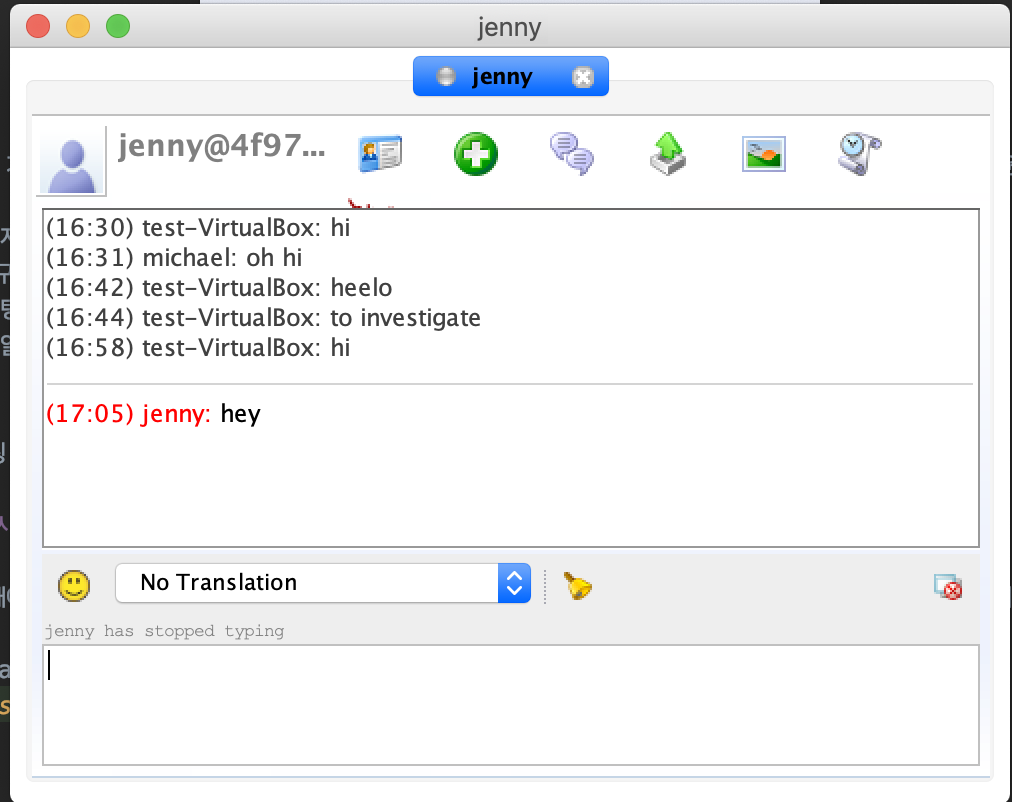 jenny
jenny
jenny@4f97...
(16:30) test-VirtualBox: hi
(16:31) michael: oh hi
(16:42) test-VirtualBox: heelo
(16:44) test-VirtualBox: to investigate
(16:58) test-VirtualBox: hi
(17:05) jenny: hey
No Translation
jenny has stopped typing